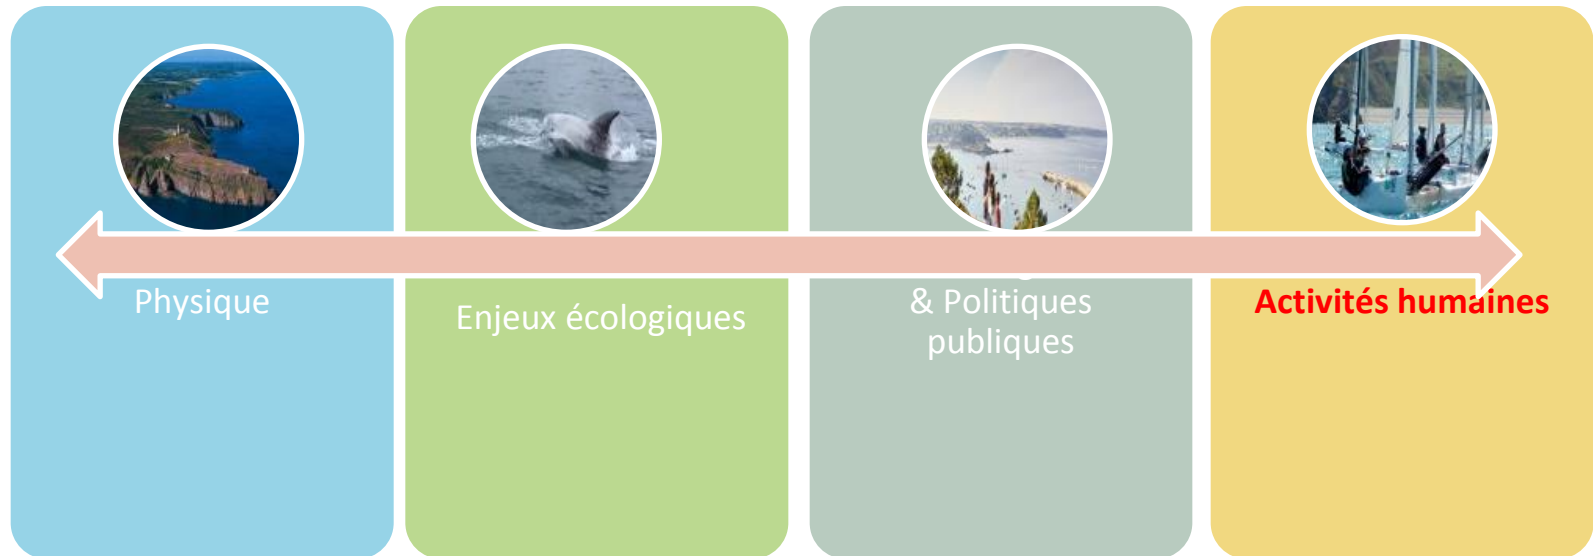 Physique
Enjeux écologiques
& Politiques
publiques
Activités humaines